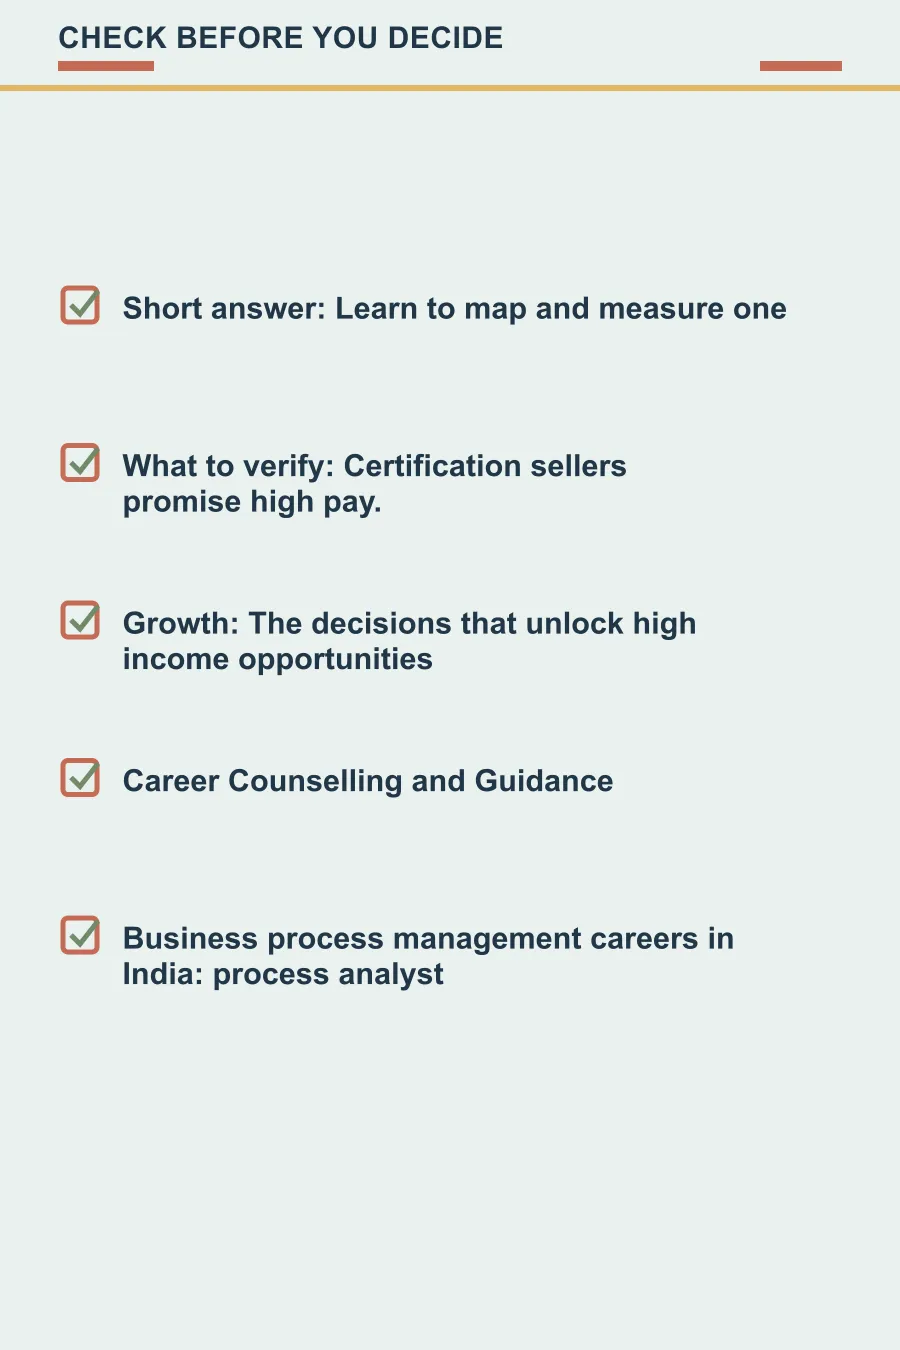 CHECK BEFORE YOU DECIDE
Short answer: Learn to map and measure one
What to verify: Certification sellers
promise high pay.
Growth: The decisions that unlock high
income opportunities
Career Counselling and Guidance
Business process management careers in
India: process analyst